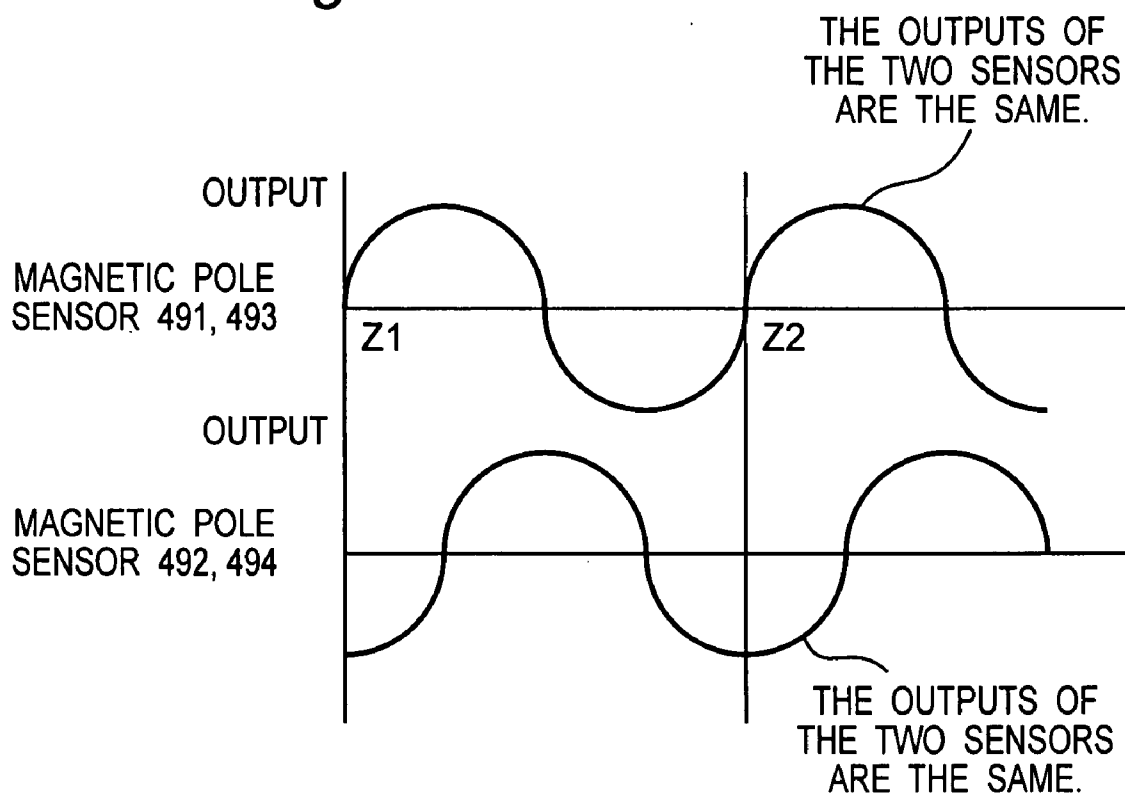 THE OUTPUTS OF
THE TWO SENSORS
ARE THE SAME.
OUTPUT
MAGNETIC POLE
SENSOR 491, 493
Z1
Z2
OUTPUT
MAGNETIC POLE
SENSOR 492, 494
THE OUTPUTS OF
THE TWO SENSORS
ARE THE SAME.